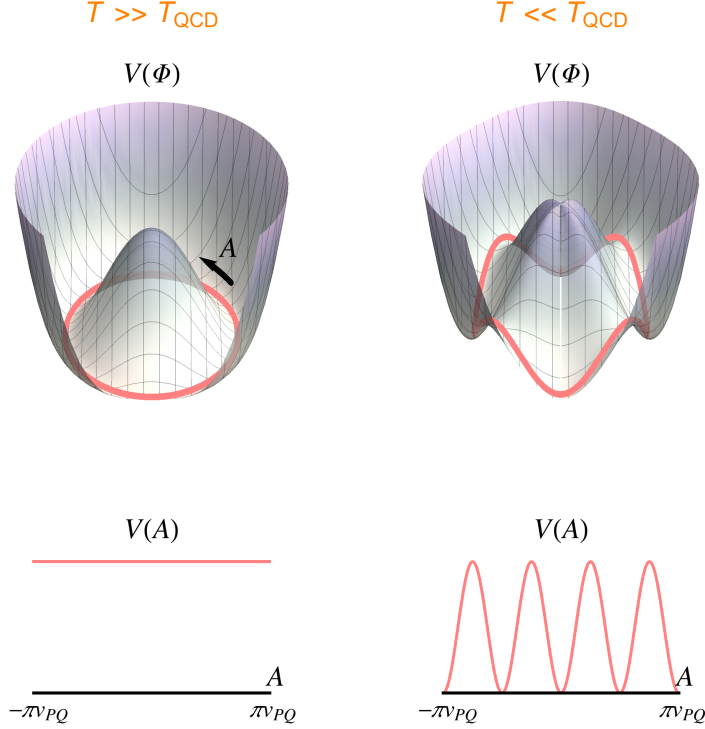 T >> T_QCD
T << T_QCD
V(Φ)
V(Φ)
A
V(A)
V(A)
A
A
−πv_PQ
πv_PQ
−πv_PQ
πv_PQ